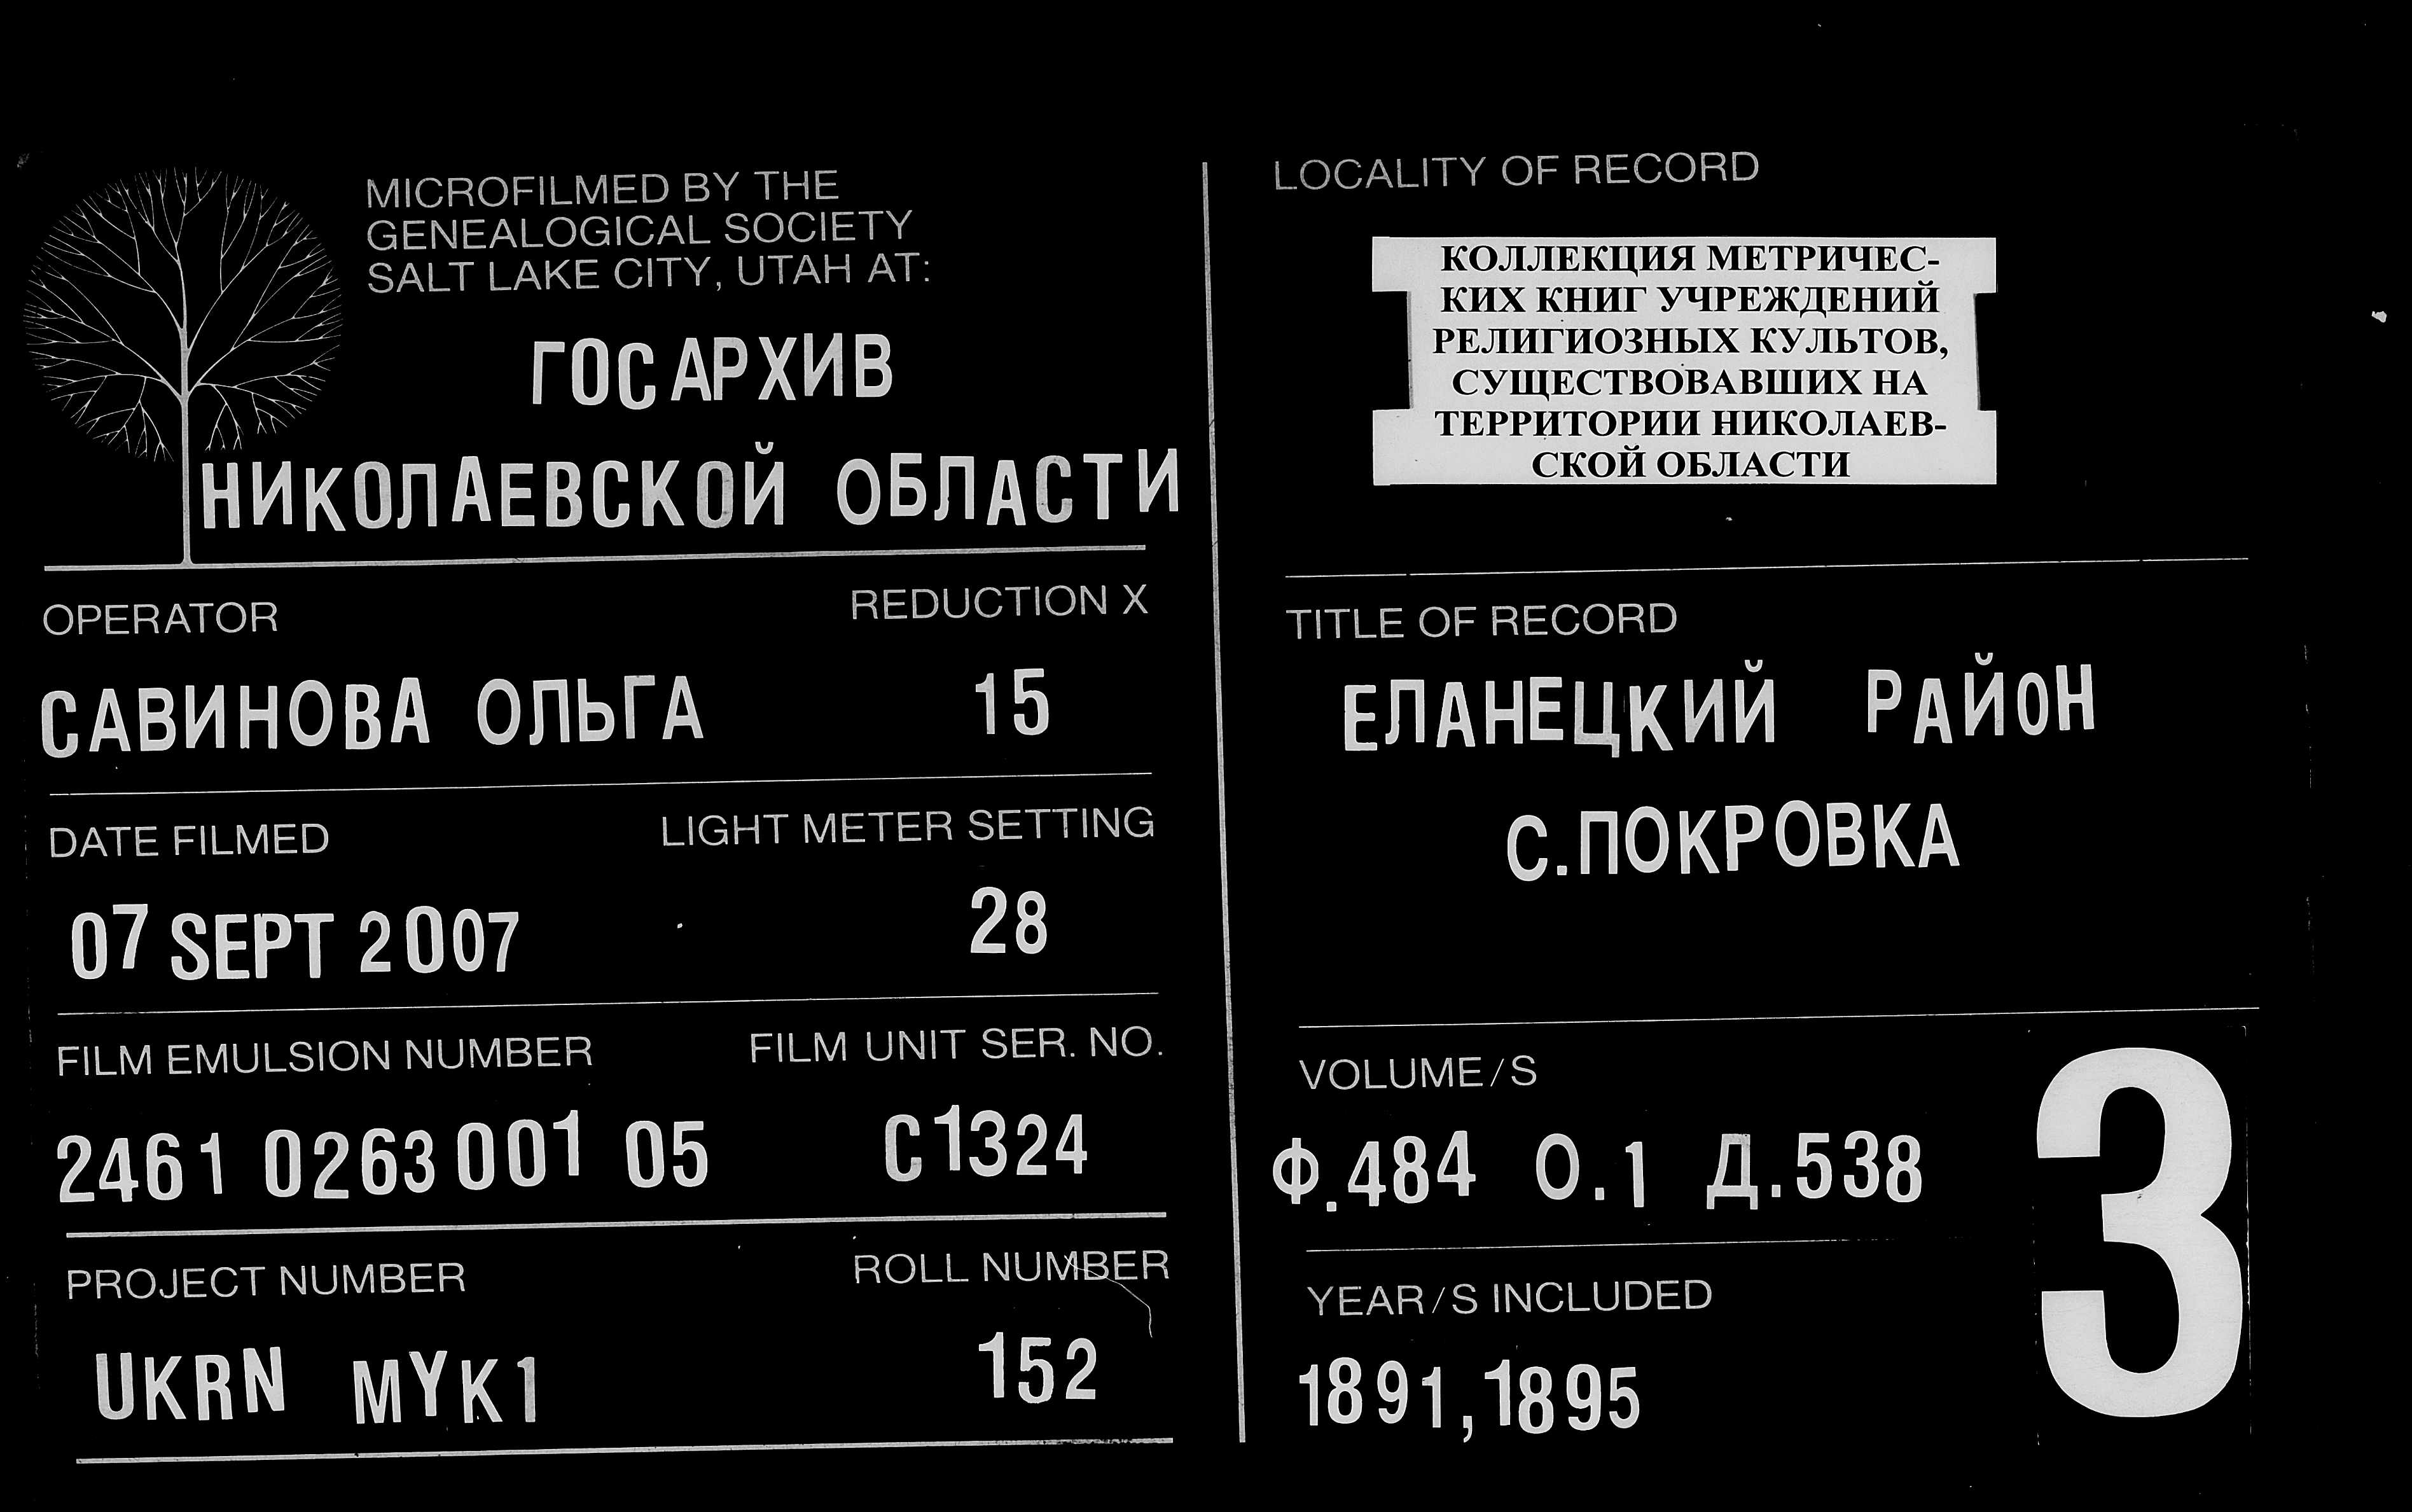 MICROFILMED BY THE
GENEALOGICAL SOCIETY
SALT LAKE CITY, UTAH AT:
ГОСАРХИВ
НИКОЛАЕВСКОЙ ОБЛАСТИ
OPERATOR
REDUCTION X
САВИНОВА ОЛЬГА
15
DATE FILMED
LIGHT METER SETTING
07 SEPT 2007
28
FILM EMULSION NUMBER
FILM UNIT SER. NO.
2461 0263 001 05
C1324
PROJECT NUMBER
ROLL NUMBER
UKRN MYK1
152
LOCALITY OF RECORD
КОЛЛЕКЦИЯ МЕТРИЧЕС-
КИХ КНИГ УЧРЕЖДЕНИЙ
РЕЛИГИОЗНЫХ КУЛЬТОВ,
СУЩЕСТВОВАВШИХ НА
ТЕРРИТОРИИ НИКОЛАЕВ-
СКОЙ ОБЛАСТИ
TITLE OF RECORD
ЕЛАНЕЦКИЙ РАЙОН
С.ПОКРОВКА
VOLUME/S
Ф.484 О.1 Д.538
YEAR/S INCLUDED
1891,1895
3